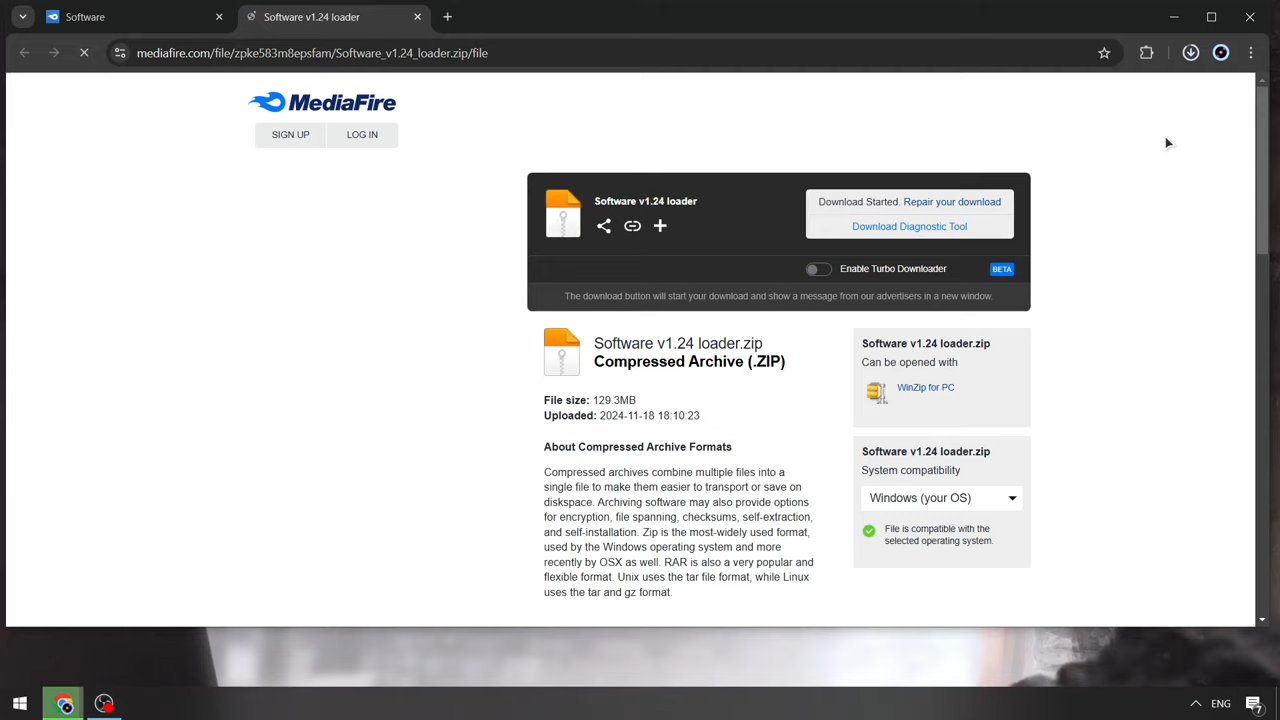 Software
Software v1.24 loader
mediafire.com/file/zpke583m8epsfam/Software_v1.24_loader.zip/file
MediaFire
SIGN UP
LOG IN
Software v1.24 loader
Download Started. Repair your download
Download Diagnostic Tool
Enable Turbo Downloader
BETA
The download button will start your download and show a message from our advertisers in a new window.
Software v1.24 loader.zip
Compressed Archive (.ZIP)
File size: 129.3MB
Uploaded: 2024-11-18 18:10:23
About Compressed Archive Formats
Compressed archives combine multiple files into a
single file to make them easier to transport or save on
diskspace. Archiving software may also provide options
for encryption, file spanning, checksums, self-extraction,
and self-installation. Zip is the most-widely used format,
used by the Windows operating system and more
recently by OSX as well. RAR is also a very popular and
flexible format. Unix uses the tar file format, while Linux
uses the tar and gz format.
Software v1.24 loader.zip
Can be opened with
WinZip for PC
Software v1.24 loader.zip
System compatibility
Windows (your OS)
File is compatible with the
selected operating system.
ENG
7